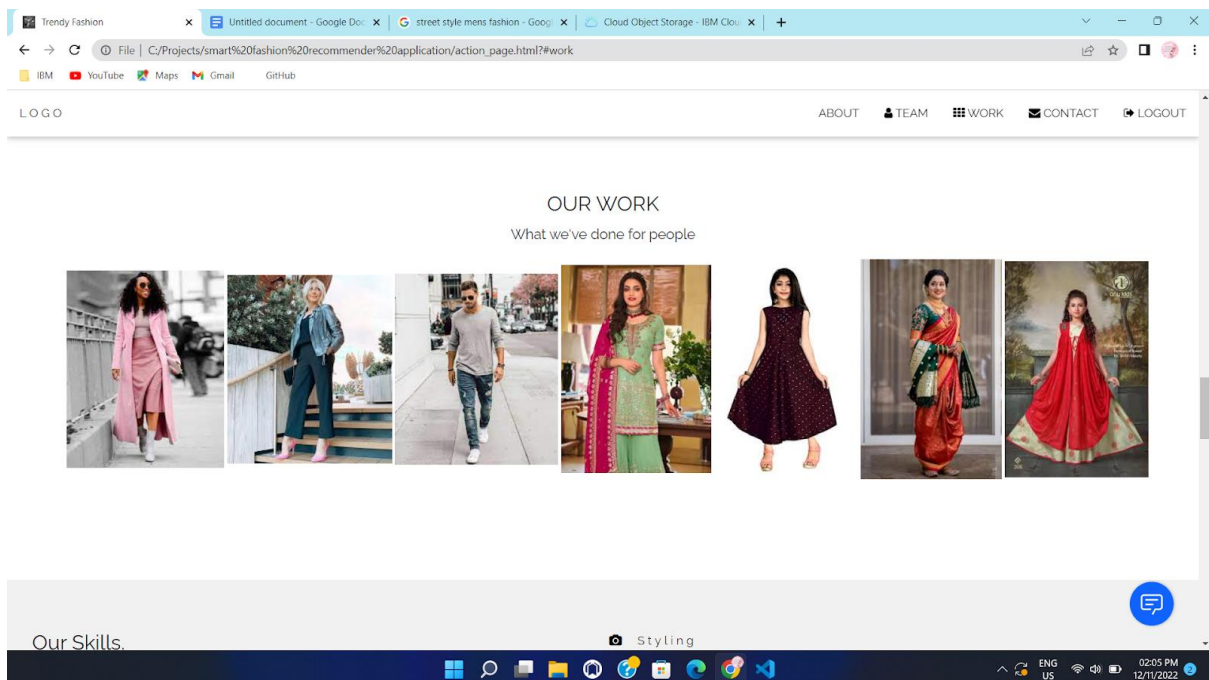 Trendy Fashion
Untitled document - Google Doc
street style mens fashion - Googl
Cloud Object Storage - IBM Clou
File | C:/Projects/smart%20fashion%20recommender%20application/action_page.html?#work
IBM
YouTube
Maps
Gmail
GitHub
LOGO
ABOUT
TEAM
WORK
CONTACT
LOGOUT
OUR WORK
What we've done for people
Our Skills.
Styling
ENG
US
02:05 PM
12/11/2022
2